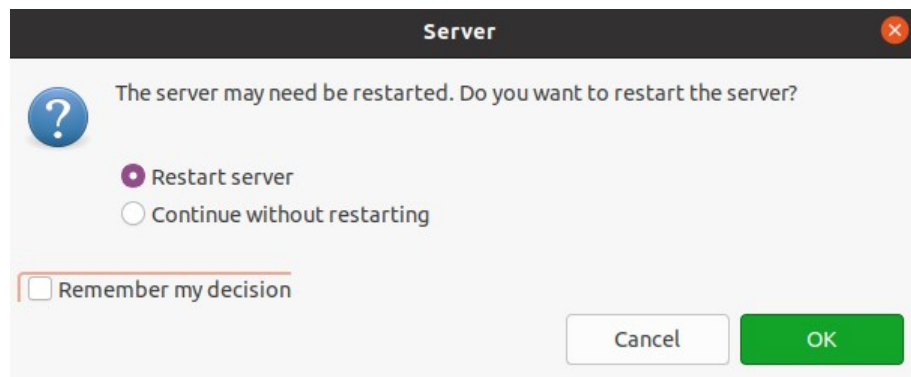 Server
The server may need be restarted. Do you want to restart the server?
Restart server
Continue without restarting
Remember my decision
Cancel
OK